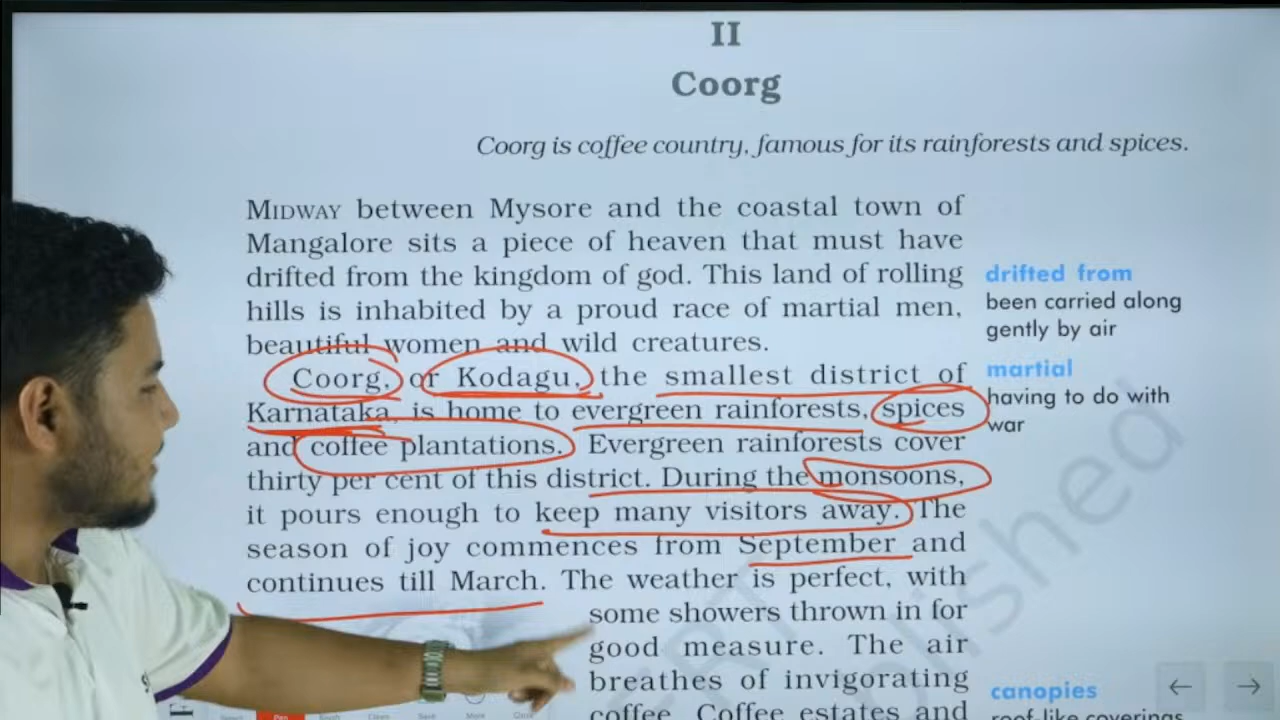 II
Coorg
Coorg is coffee country, famous for its rainforests and spices.
MIDWAY between Mysore and the coastal town of
Mangalore sits a piece of heaven that must have
drifted from the kingdom of god. This land of rolling
hills is inhabited by a proud race of martial men,
beautiful women and wild creatures.
Coorg, or Kodagu, the smallest district of
Karnataka, is home to evergreen rainforests, spices
and coffee plantations. Evergreen rainforests cover
thirty per cent of this district. During the monsoons,
it pours enough to keep many visitors away. The
season of joy commences from September and
continues till March. The weather is perfect, with
some showers thrown in for
good measure. The air
breathes of invigorating
coffee. Coffee estates and
drifted from
been carried along
gently by air
martial
having to do with
war
canopies
roof-like coverings
Pen
Save
More